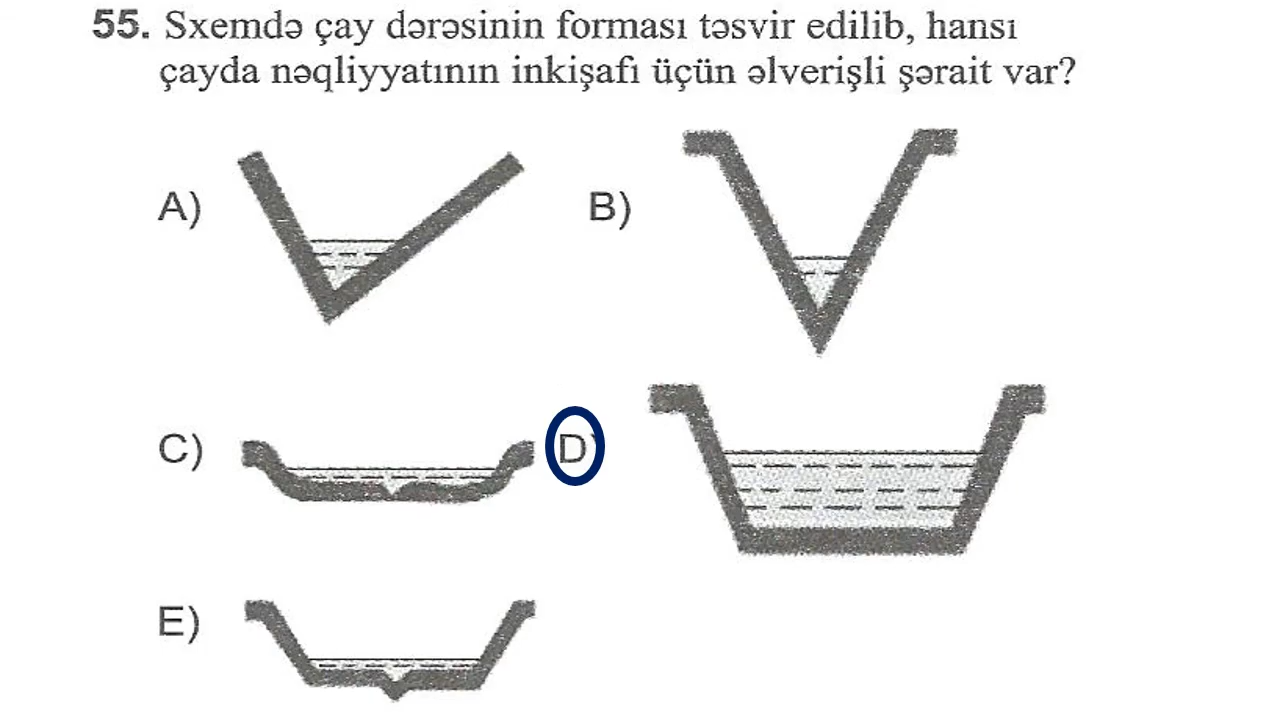 55. Sxemdə çay dərəsinin forması təsvir edilib, hansı
çayda nəqliyyatının inkişafı üçün əlverişli şərait var?
A)
B)
C)
D)
E)